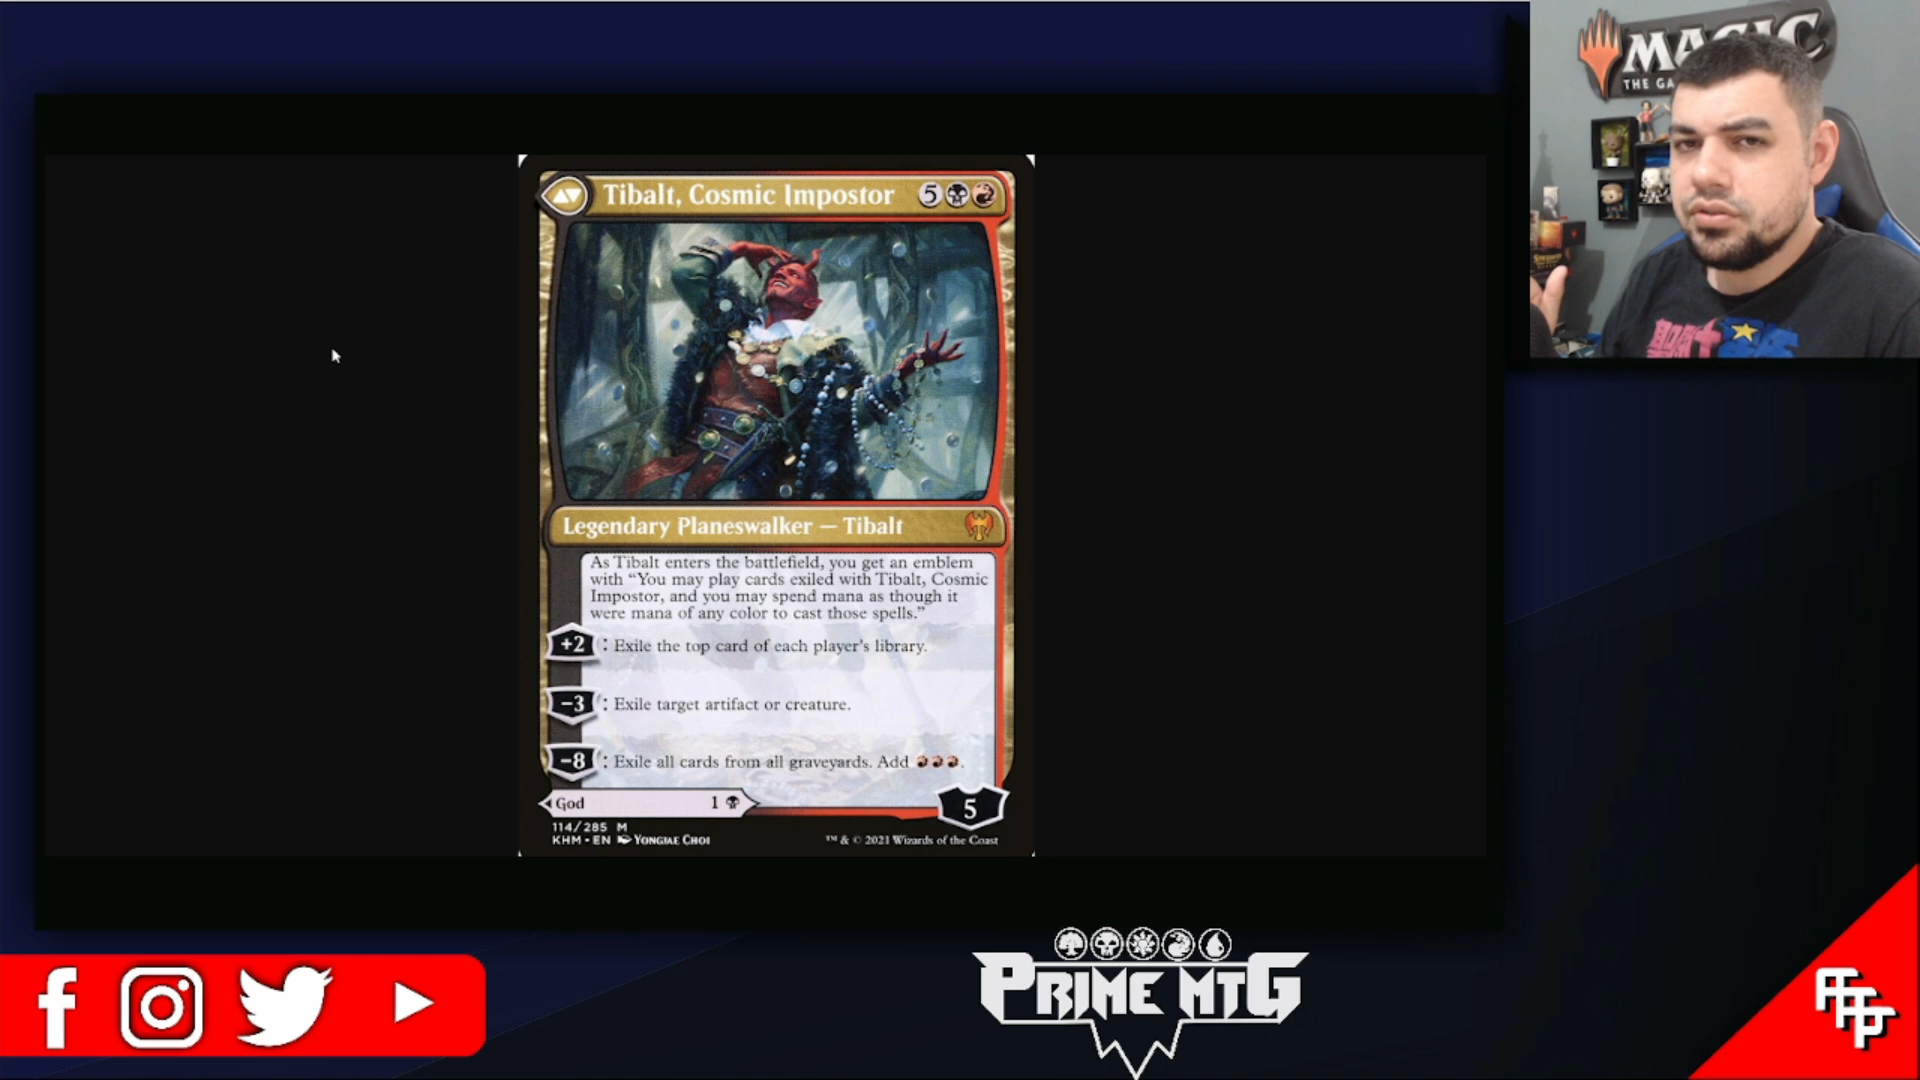 MAGIC
THE GA
Tibalt, Cosmic Impostor 5
Legendary Planeswalker — Tibalt
As Tibalt enters the battlefield, you get an emblem
with “You may play cards exiled with Tibalt, Cosmic
Impostor, and you may spend mana as though it
were mana of any color to cast those spells.”
+2 : Exile the top card of each player's library.
−3 : Exile target artifact or creature.
−8 : Exile all cards from all graveyards. Add .
God 1
5
114/285 M
KHM • EN Yongjae Choi
™ & © 2021 Wizards of the Coast
PRIME MTG